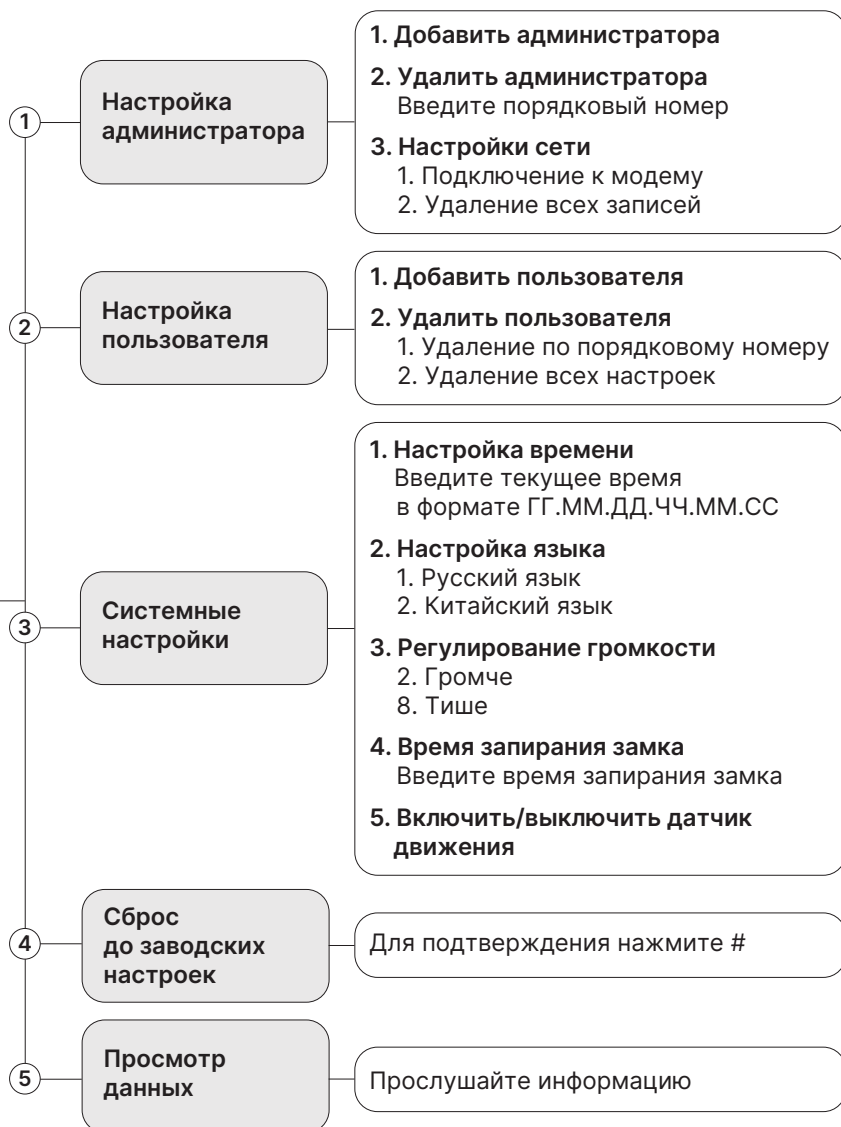 1
Настройка
администратора
1. Добавить администратора
2. Удалить администратора
Введите порядковый номер
3. Настройки сети
1. Подключение к модему
2. Удаление всех записей
2
Настройка
пользователя
1. Добавить пользователя
2. Удалить пользователя
1. Удаление по порядковому номеру
2. Удаление всех настроек
3
Системные
настройки
1. Настройка времени
Введите текущее время
в формате ГГ.ММ.ДД.ЧЧ.ММ.СС
2. Настройка языка
1. Русский язык
2. Китайский язык
3. Регулирование громкости
2. Громче
8. Тише
4. Время запирания замка
Введите время запирания замка
5. Включить/выключить датчик
движения
4
Сброс
до заводских
настроек
Для подтверждения нажмите #
5
Просмотр
данных
Прослушайте информацию